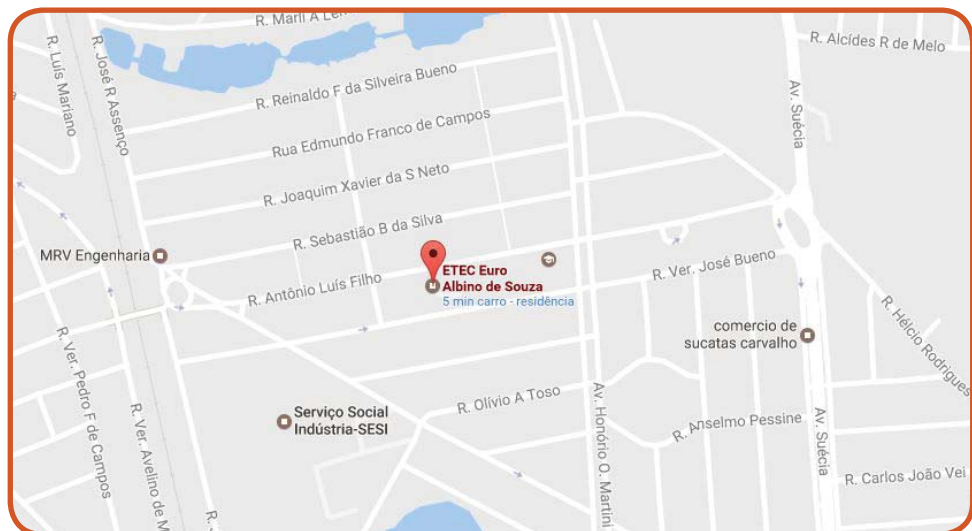 R. Marli A Len
R. Alcídes R de Melo
R. Luís Mariano
R. José R Assenço
R. Reinaldo F da Silveira Bueno
Av. Suécia
Rua Edmundo Franco de Campos
R. Joaquim Xavier da S Neto
R. Sebastião B da Silva
MRV Engenharia
R. Antônio Luís Filho
ETEC Euro
Albino de Souza
5 min carro - residência
R. Ver. José Bueno
comercio de
sucatas carvalho
R. Hélcio Rodrigues
R. Ver. Pedro F de Campos
R. Ver. Avelino de M
Serviço Social
Indústria-SESI
R. Olívio A Toso
Av. Honório O. Martini
R. Anselmo Pessine
Av. Suécia
R. Carlos João Vei
R.